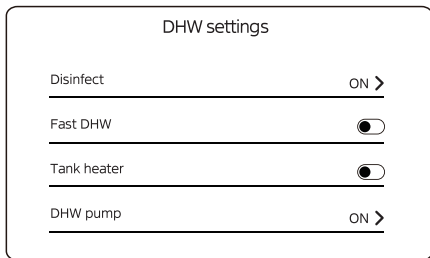 DHW settings
Disinfect ON
Fast DHW
Tank heater
DHW pump ON